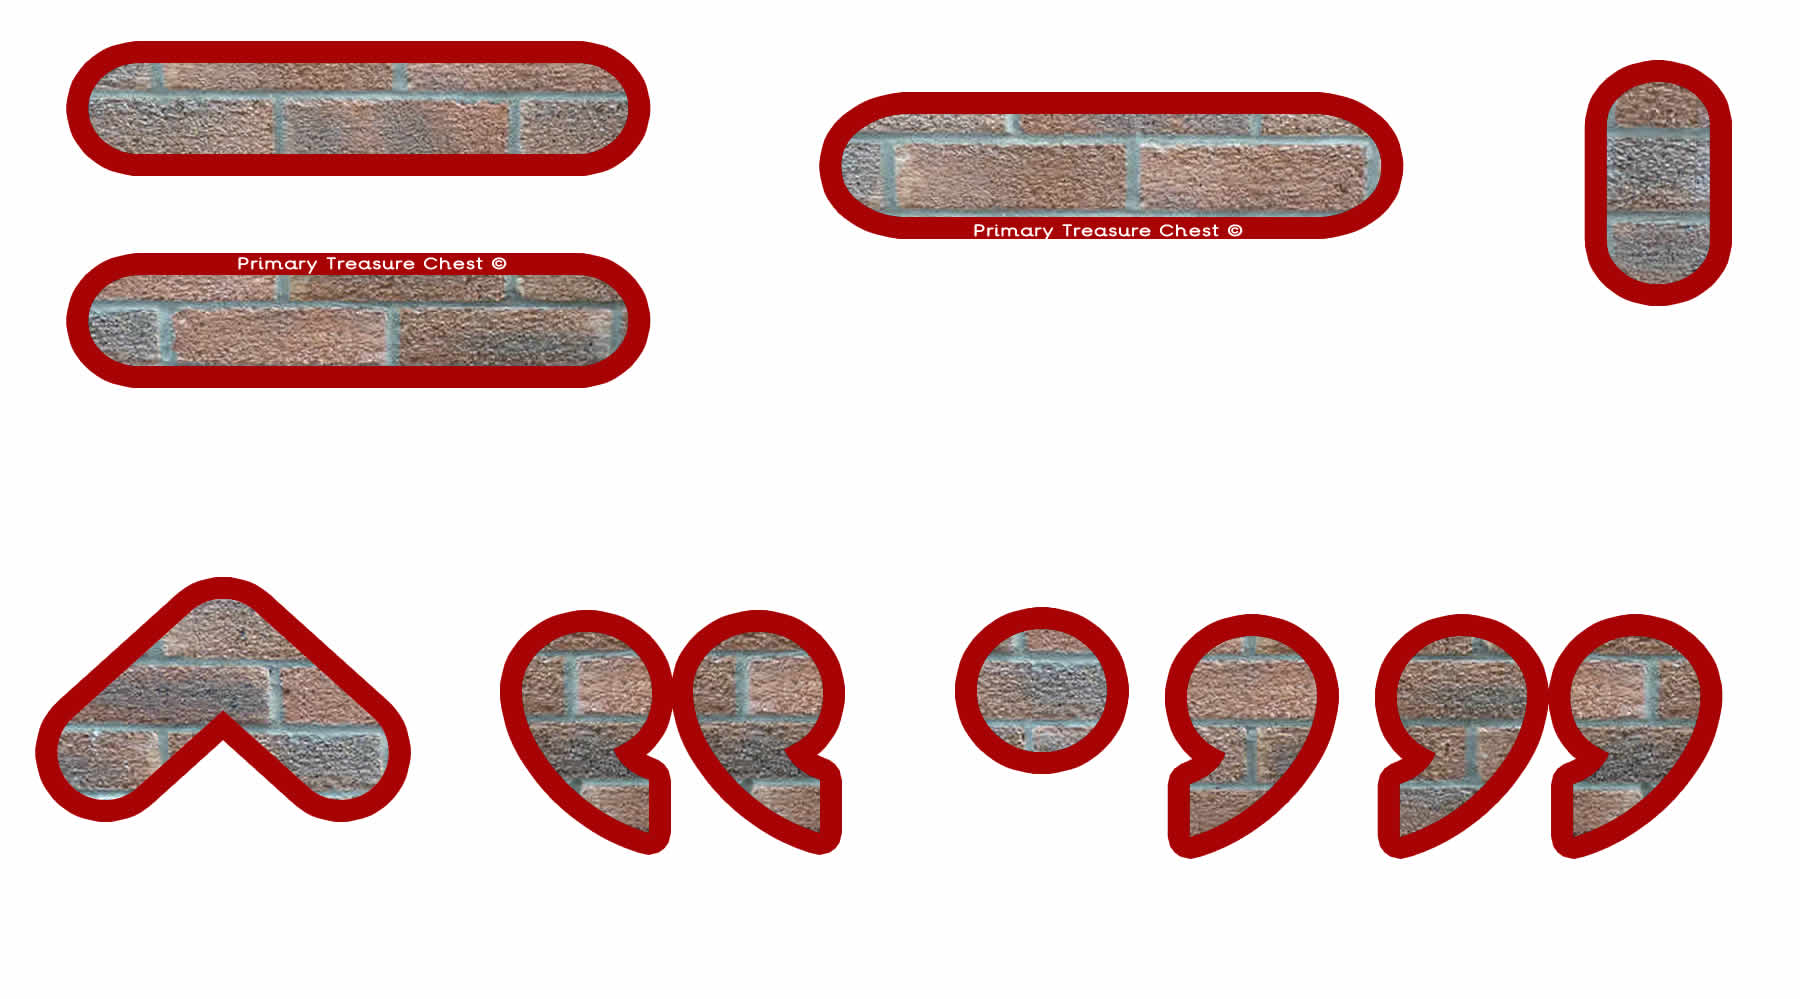 =
-
'
Primary Treasure Chest ©
Primary Treasure Chest ©
^ “ . , ”